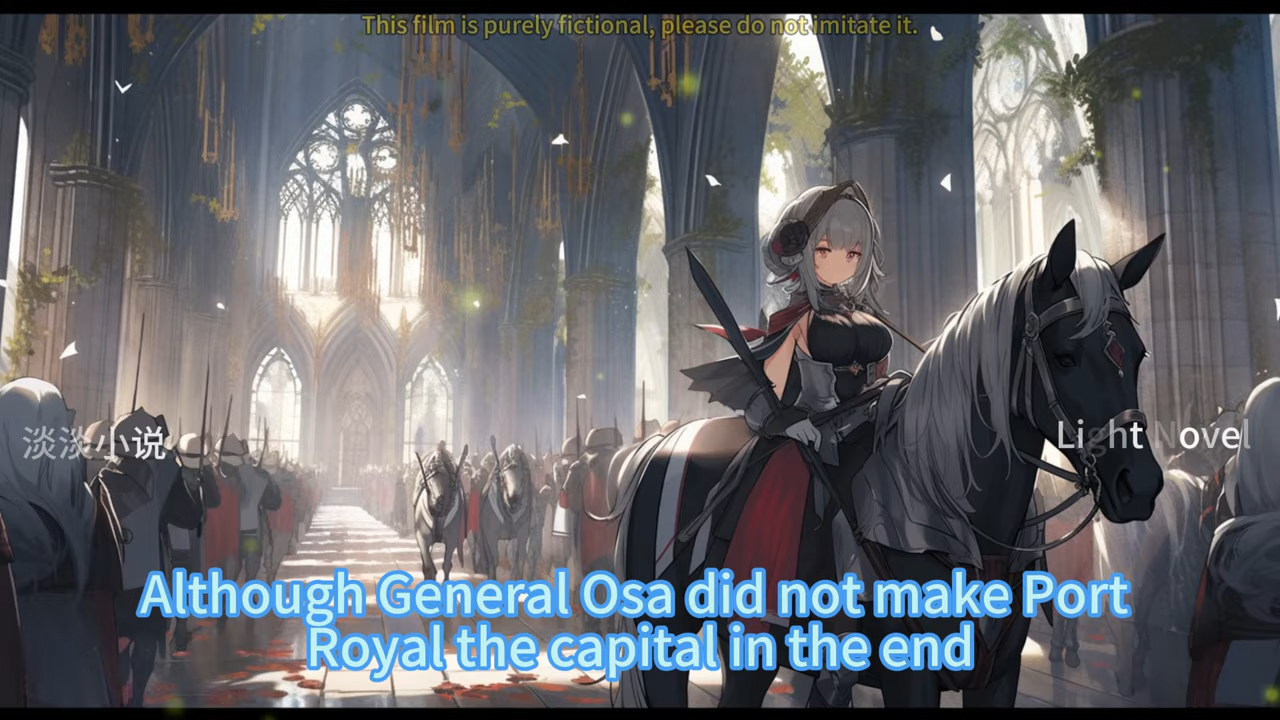 This film is purely fictional, please do not imitate it.
淡淡小说
Light Novel
Although General Osa did not make Port
Royal the capital in the end